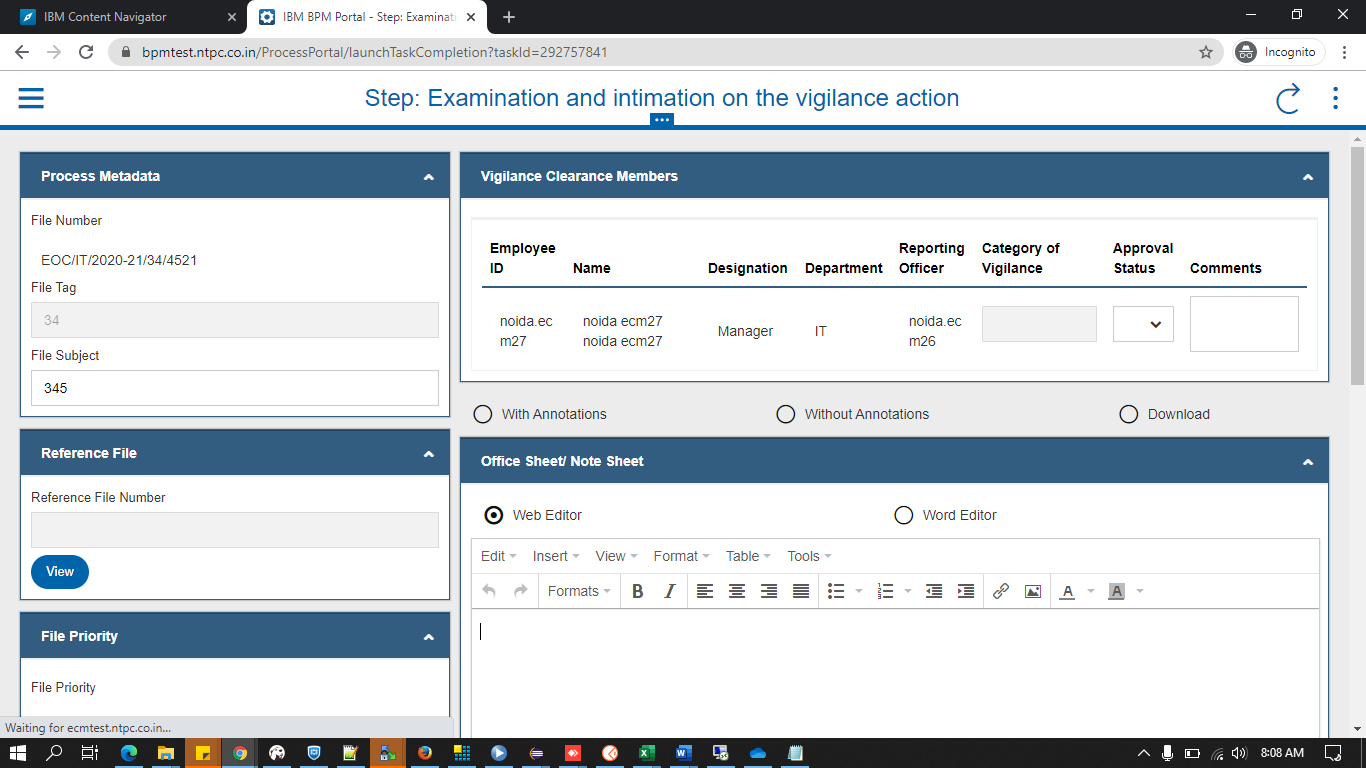 IBM Content Navigator
IBM BPM Portal - Step: Examinati
bpmtest.ntpc.co.in/ProcessPortal/launchTaskCompletion?taskId=292757841
Incognito
Step: Examination and intimation on the vigilance action
Process Metadata
File Number
EOC/IT/2020-21/34/4521
File Tag
34
File Subject
345
Reference File
Reference File Number
View
File Priority
File Priority
Vigilance Clearance Members
Employee ID Name Designation Department Reporting Officer Category of Vigilance Approval Status Comments
noida.ec noida ecm27 Manager IT noida.ec
m27 noida ecm27 m26
With Annotations Without Annotations Download
Office Sheet/ Note Sheet
Web Editor Word Editor
Edit Insert View Format Table Tools
Formats B I A A
Waiting for ecmtest.ntpc.co.in...
8:08 AM